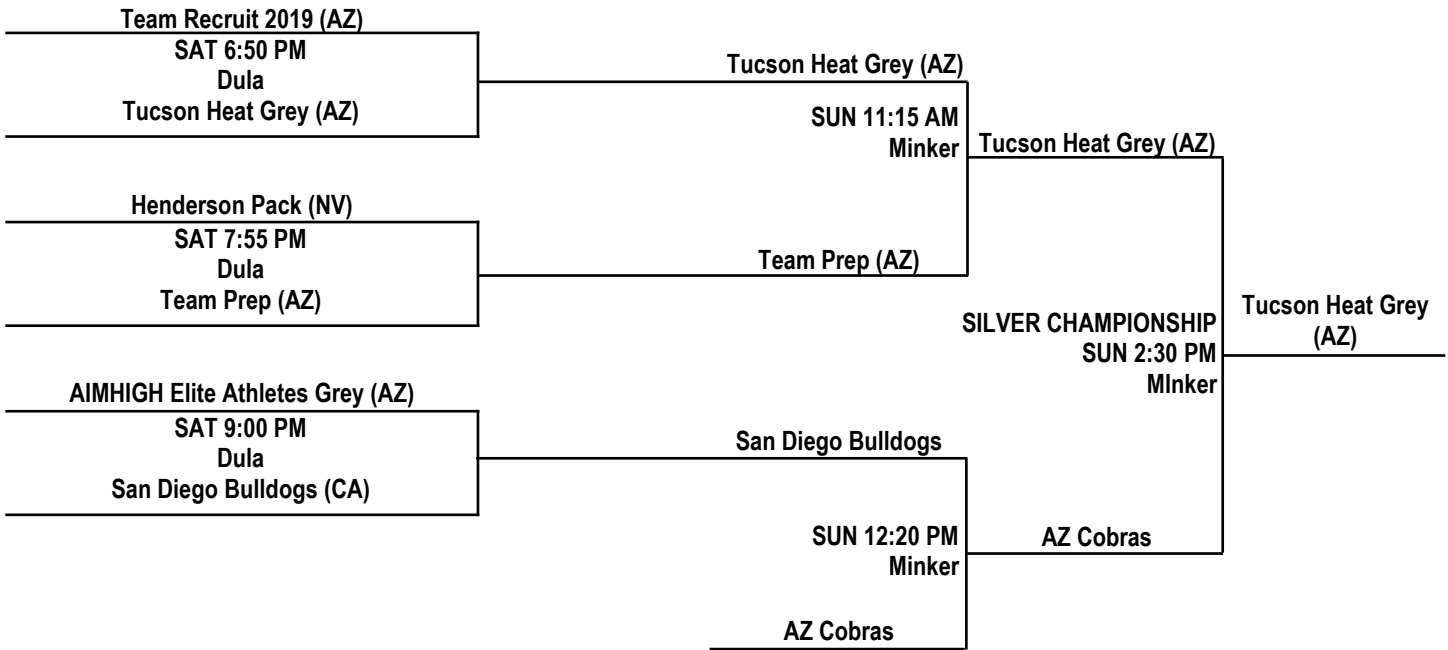 Team Recruit 2019 (AZ)
SAT 6:50 PM
Dula
Tucson Heat Grey (AZ)
Henderson Pack (NV)
SAT 7:55 PM
Dula
Team Prep (AZ)
AIMHIGH Elite Athletes Grey (AZ)
SAT 9:00 PM
Dula
San Diego Bulldogs (CA)
Tucson Heat Grey (AZ)
SUN 11:15 AM
Minker
Team Prep (AZ)
San Diego Bulldogs
SUN 12:20 PM
Minker
AZ Cobras
Tucson Heat Grey (AZ)
SILVER CHAMPIONSHIP
SUN 2:30 PM
MInker
AZ Cobras
Tucson Heat Grey
(AZ)